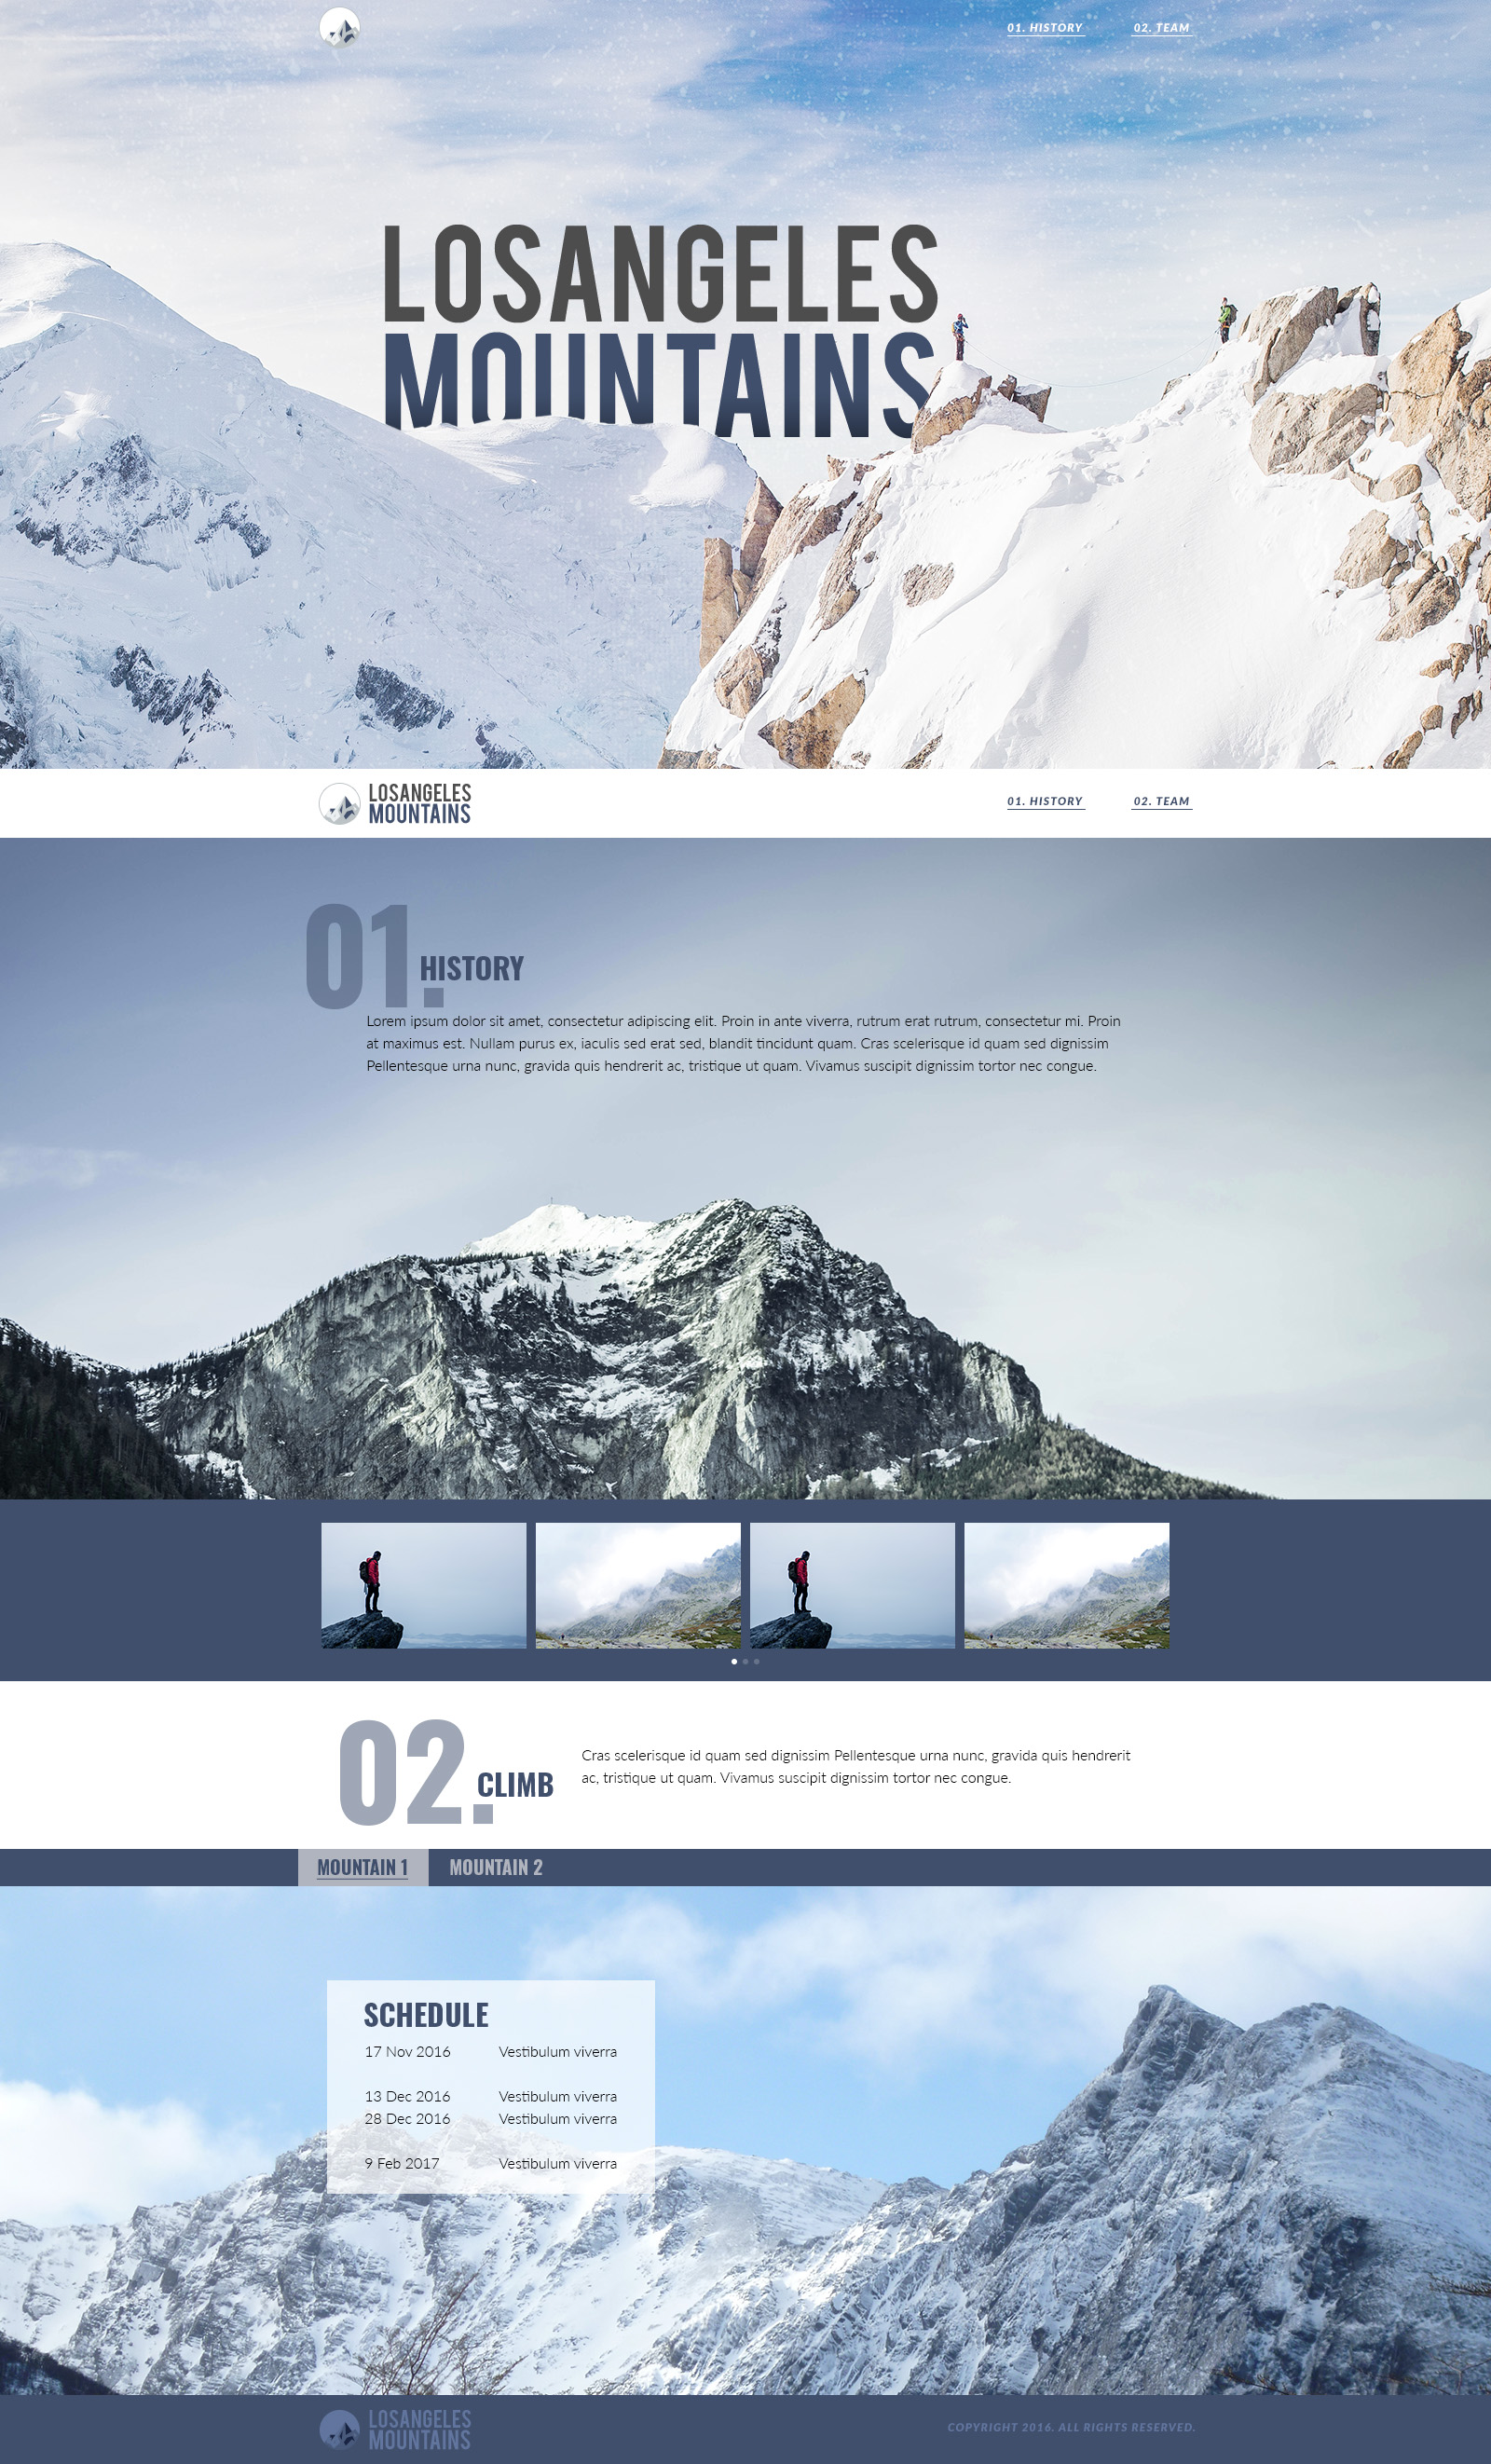 01. HISTORY
02. TEAM
LOSANGELES
MOUNTAINS
LOSANGELES
MOUNTAINS
01. HISTORY
02. TEAM
01.
HISTORY
Lorem ipsum dolor sit amet, consectetur adipiscing elit. Proin in ante viverra, rutrum erat rutrum, consectetur mi. Proin
at maximus est. Nullam purus ex, iaculis sed erat sed, blandit tincidunt quam. Cras scelerisque id quam sed dignissim
Pellentesque urna nunc, gravida quis hendrerit ac, tristique ut quam. Vivamus suscipit dignissim tortor nec congue.
02.
CLIMB
Cras scelerisque id quam sed dignissim Pellentesque urna nunc, gravida quis hendrerit
ac, tristique ut quam. Vivamus suscipit dignissim tortor nec congue.
MOUNTAIN 1
MOUNTAIN 2
SCHEDULE
17 Nov 2016 Vestibulum viverra
13 Dec 2016 Vestibulum viverra
28 Dec 2016 Vestibulum viverra
9 Feb 2017 Vestibulum viverra
LOSANGELES
MOUNTAINS
COPYRIGHT 2016. ALL RIGHTS RESERVED.